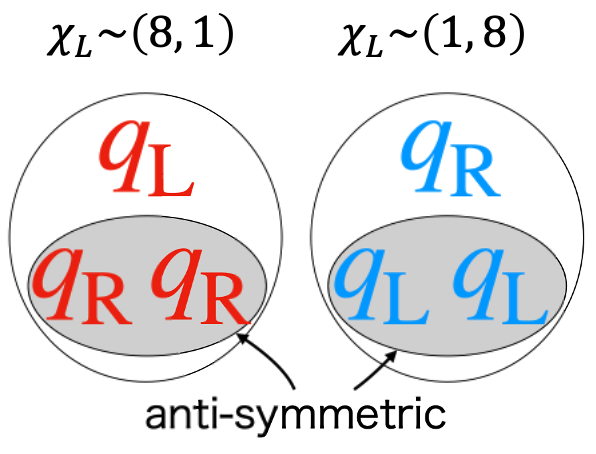 χL~(8,1) χL~(1,8)
qL qR
qR qR qL qL
anti-symmetric